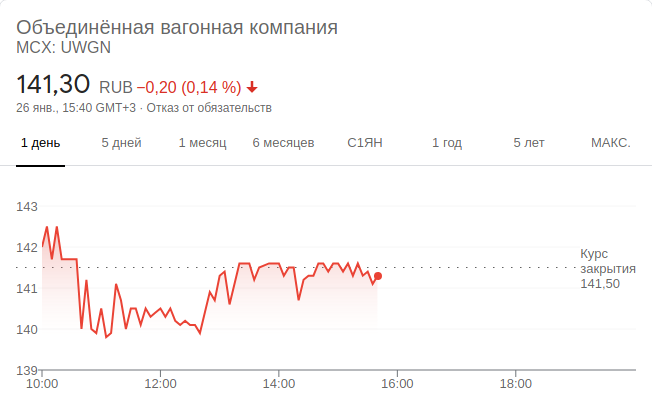 Объединённая вагонная компания
MCX: UWGN
141,30 RUB −0,20 (0,14 %)
26 янв., 15:40 GMT+3 · Отказ от обязательств
1 день 5 дней 1 месяц 6 месяцев С1ЯН 1 год 5 лет МАКС.
143
142
141
140
139
Курс
закрытия
141,50
10:00 12:00 14:00 16:00 18:00